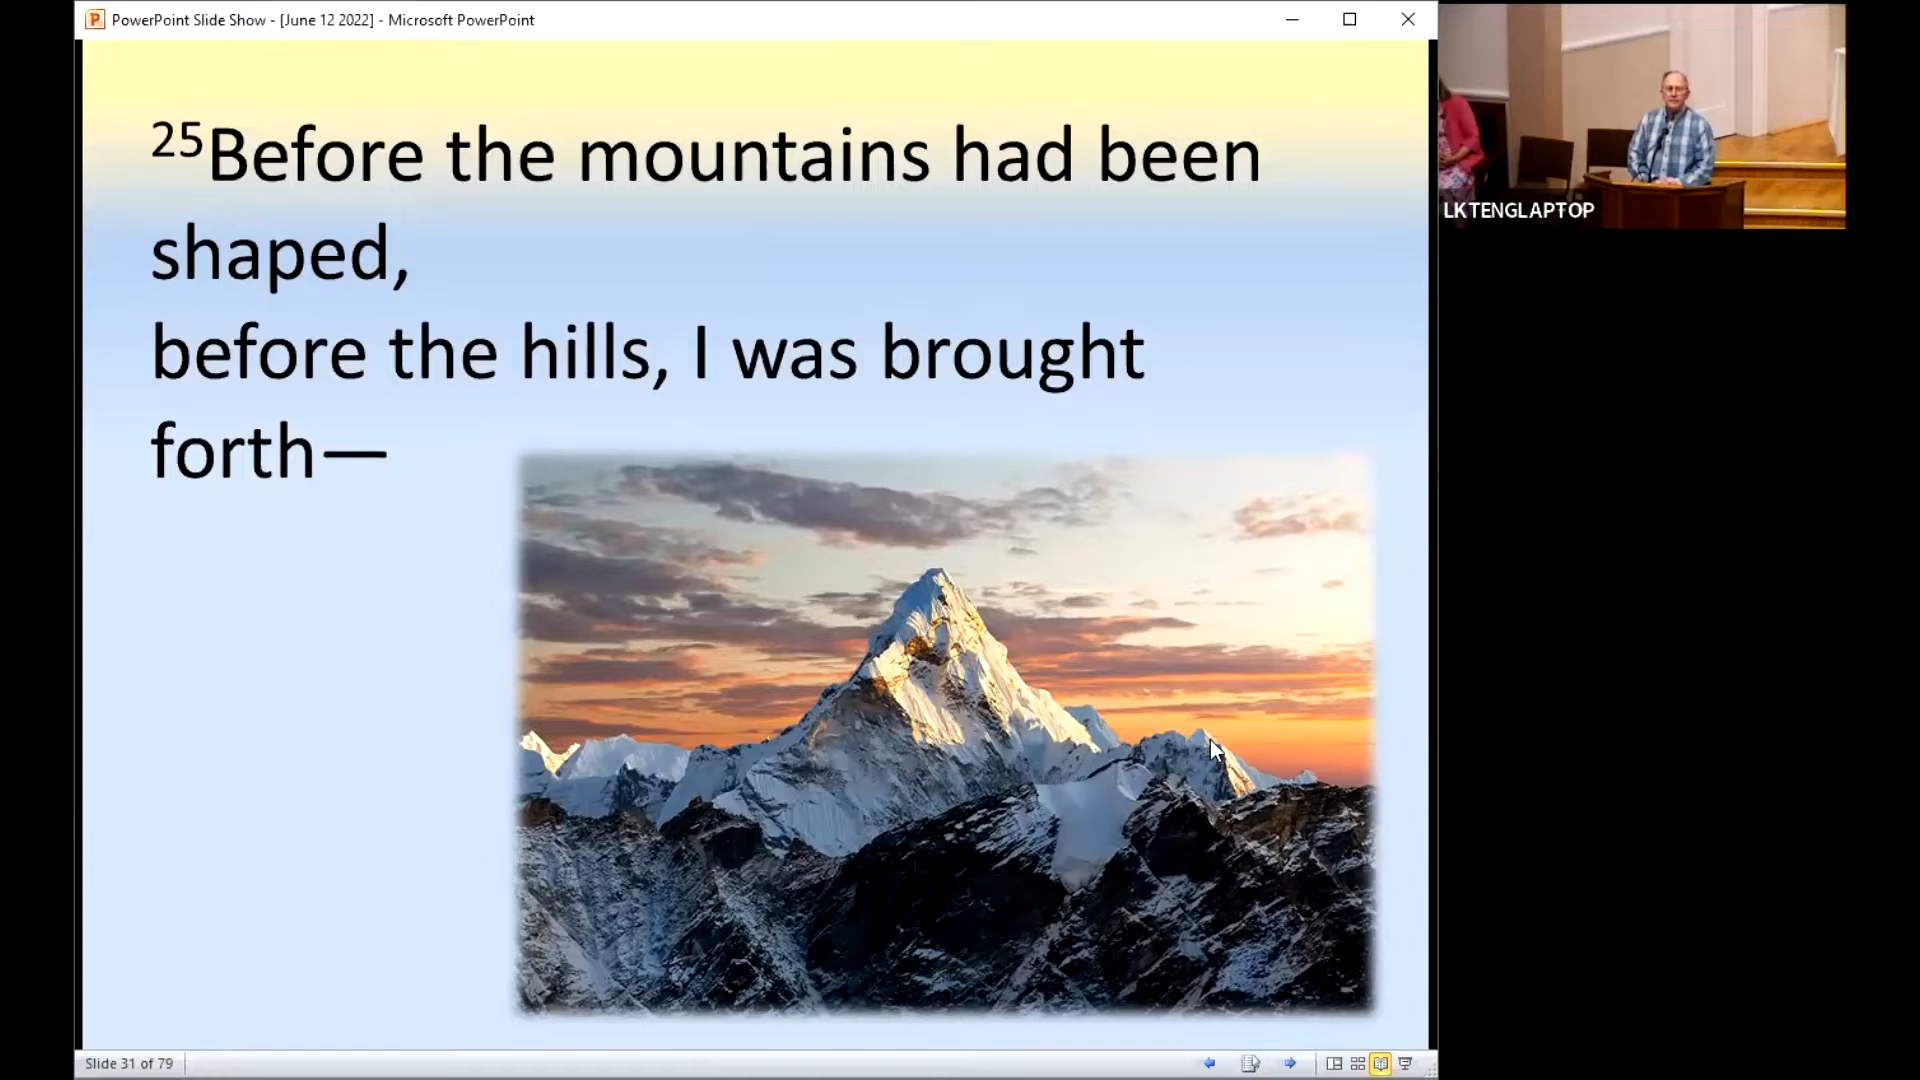 PowerPoint Slide Show - [June 12 2022] - Microsoft PowerPoint
25Before the mountains had been
shaped,
before the hills, I was brought
forth—
LKTENGLAPTOP
Slide 31 of 79